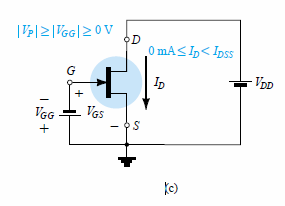 |V_P| ≥ |V_GG| ≥ 0 V
D
0 mA ≤ I_D < I_DSS
G
+
I_D
−
V_GG
+
V_GS
−
S
V_DD
(c)